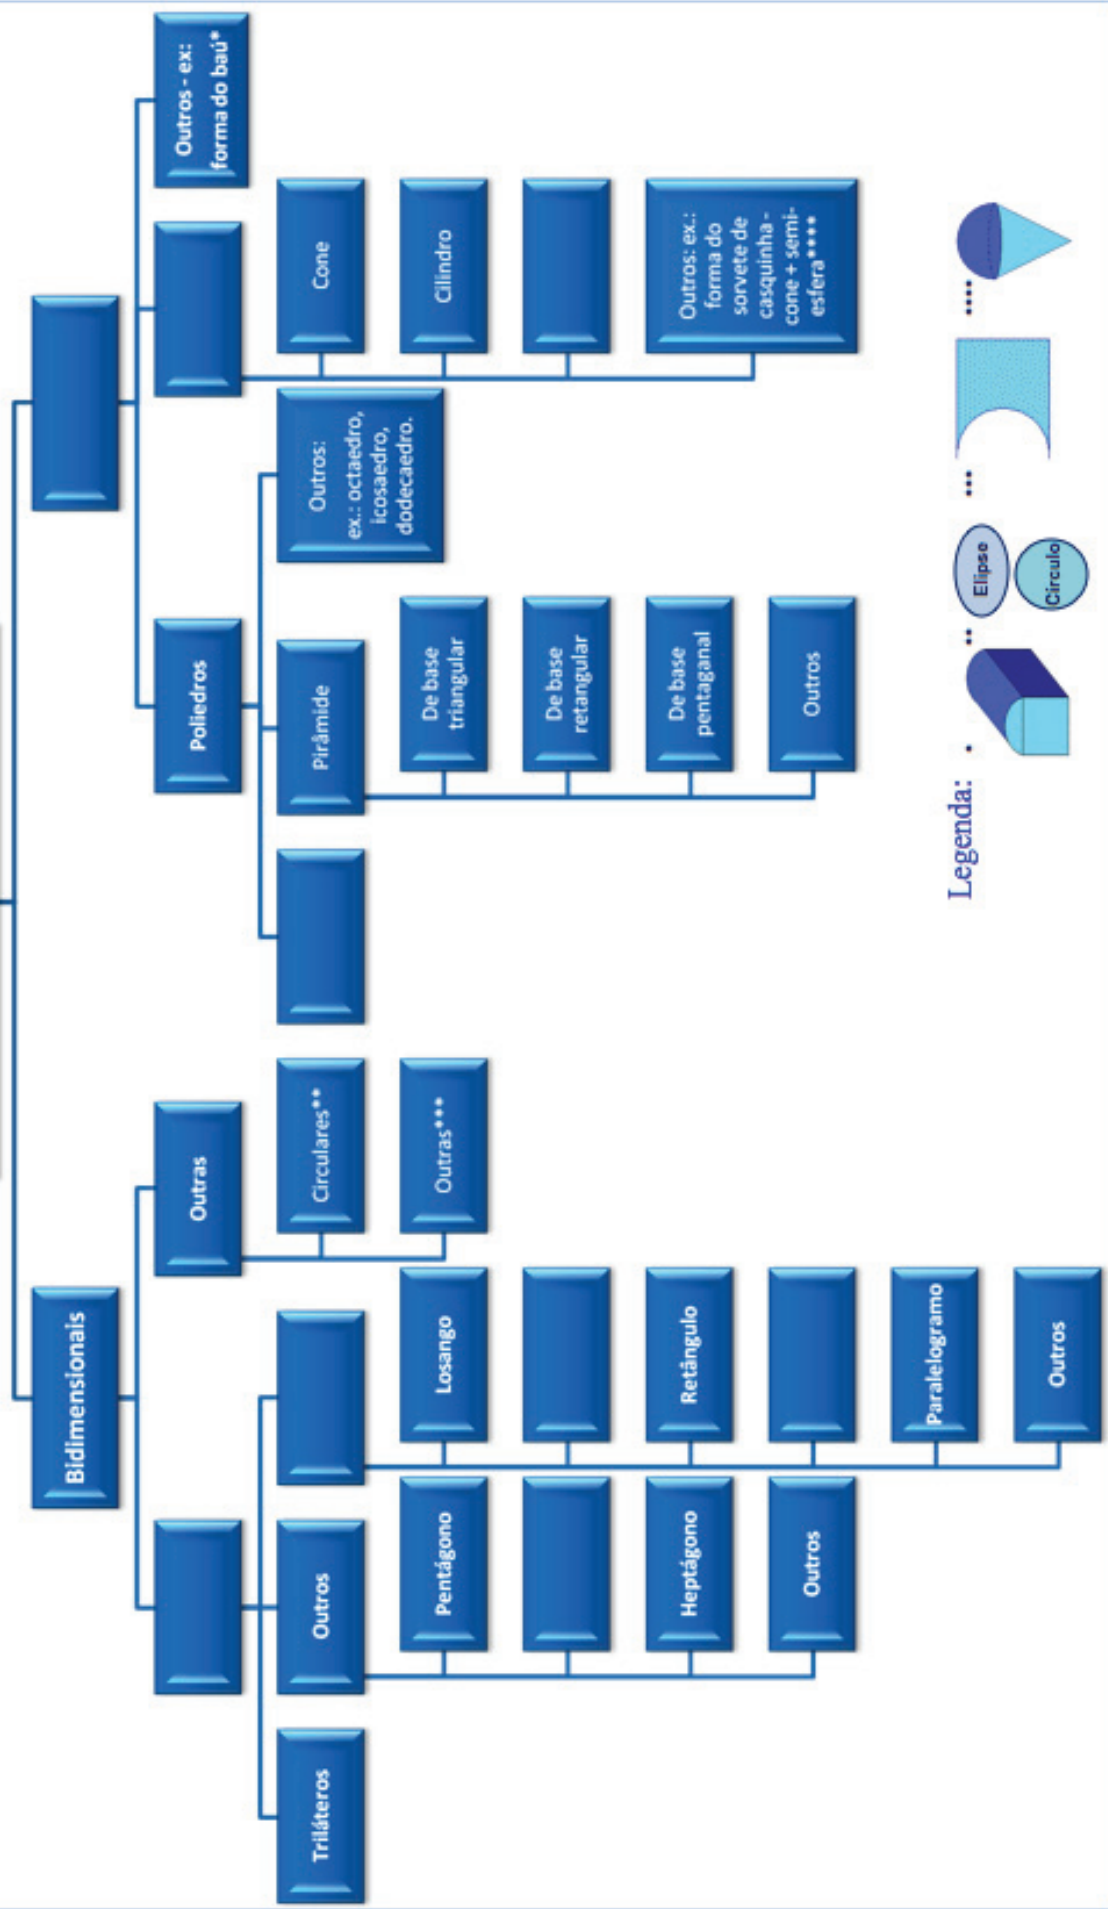 Bidimensionais
Outras
Triláteros
Outros
Circulares**
Pentágono
Losango
Outras***
Heptágono
Retângulo
Outros
Paralelogramo
Outros
Poliedros
Outros - ex:
forma do baú*
Pirâmide
Outros:
ex.: octaedro,
icosaedro,
dodecaedro.
Cone
De base
triangular
Cilindro
De base
retangular
De base
pentaganal
Outros: ex.:
forma do
sorvete de
casquinha -
cone + semi-
esfera****
Outros
Legenda:
*
**
Elipse
Círculo
***
****